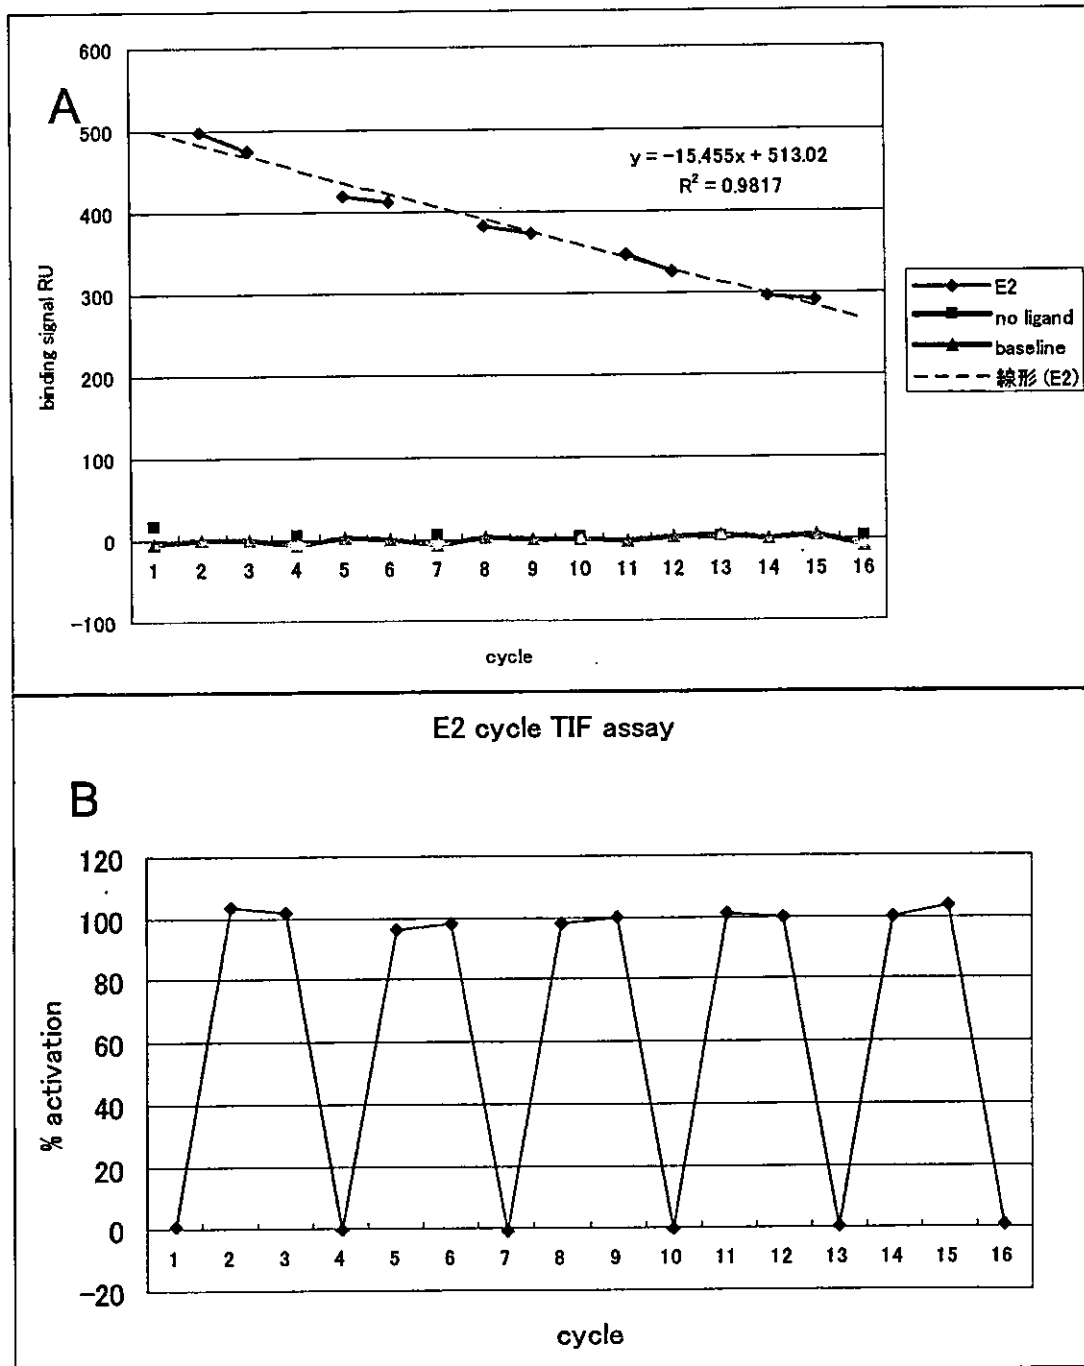 A
600
500
400
300
200
100
0
-100
y = -15.455x + 513.02
R² = 0.9817
binding signal RU
1 2 3 4 5 6 7 8 9 10 11 12 13 14 15 16
cycle
E2
no ligand
baseline
線形 (E2)
E2 cycle TIF assay
B
120
100
80
60
40
20
0
-20
% activation
1 2 3 4 5 6 7 8 9 10 11 12 13 14 15 16
cycle